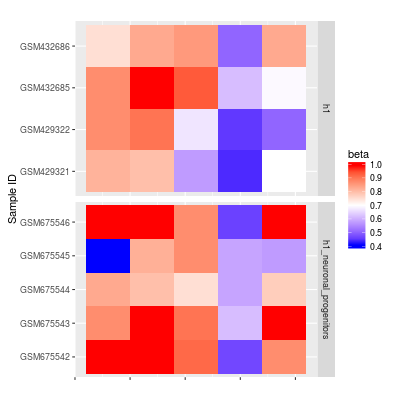 GSM432686
GSM432685
GSM429322
GSM429321
h1
GSM675546
GSM675545
GSM675544
GSM675543
GSM675542
h1_neuronal_progenitors
Sample ID
beta
1.0
0.9
0.8
0.7
0.6
0.5
0.4